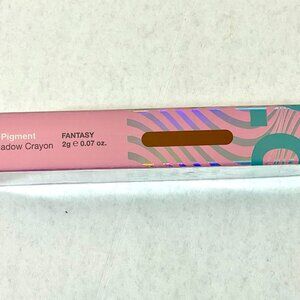 Pigment
adow Crayon
FANTASY
2g ℮ 0.07 oz.